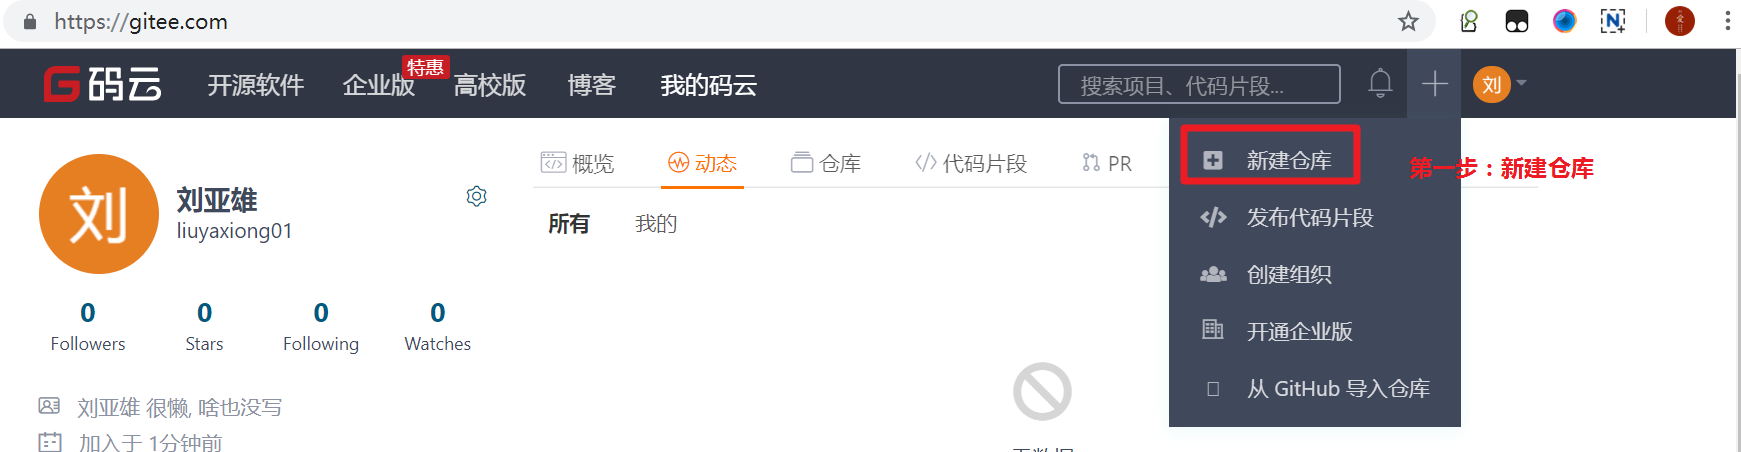 https://gitee.com
码云 开源软件 企业版 特惠 高校版 博客 我的码云 搜索项目、代码片段... 刘
概览 动态 仓库 代码片段 PR
新建仓库
第一步：新建仓库
刘
刘亚雄
liuyaxiong01
所有 我的
发布代码片段
创建组织
开通企业版
从 GitHub 导入仓库
0 0 0 0
Followers Stars Following Watches
刘亚雄 很懒, 啥也没写
加入于 1分钟前